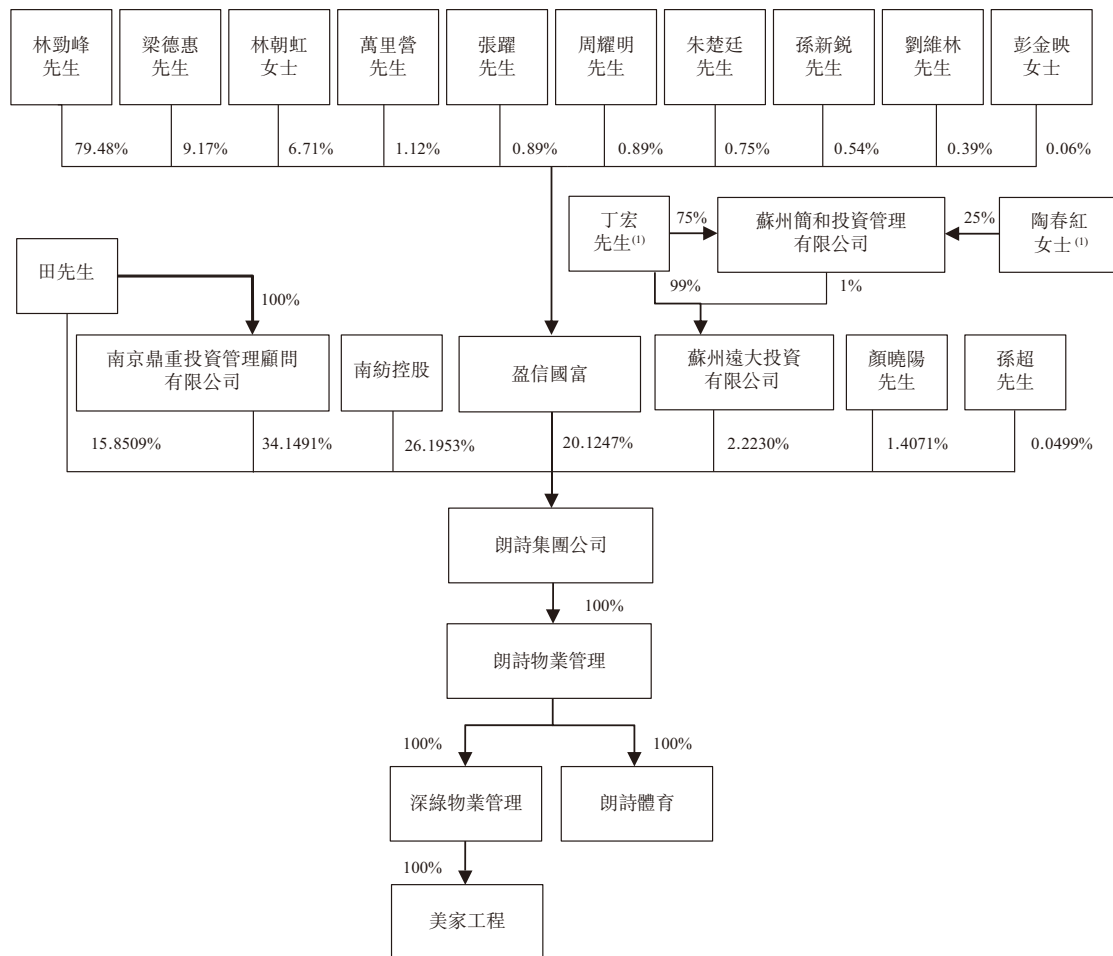 林勁峰
先生
梁德惠
先生
林朝虹
女士
萬里營
先生
張躍
先生
周耀明
先生
朱楚廷
先生
孫新銳
先生
劉維林
先生
彭金映
女士
79.48%
9.17%
6.71%
1.12%
0.89%
0.89%
0.75%
0.54%
0.39%
0.06%
丁宏
先生(1)
75%
蘇州簡和投資管理
有限公司
25%
陶春紅
女士(1)
田先生
100%
99%
1%
南京鼎重投資管理顧問
有限公司
南紡控股
盈信國富
蘇州遠大投資
有限公司
顏曉陽
先生
孫超
先生
15.8509%
34.1491%
26.1953%
20.1247%
2.2230%
1.4071%
0.0499%
朗詩集團公司
100%
朗詩物業管理
100%
100%
深綠物業管理
朗詩體育
100%
美家工程